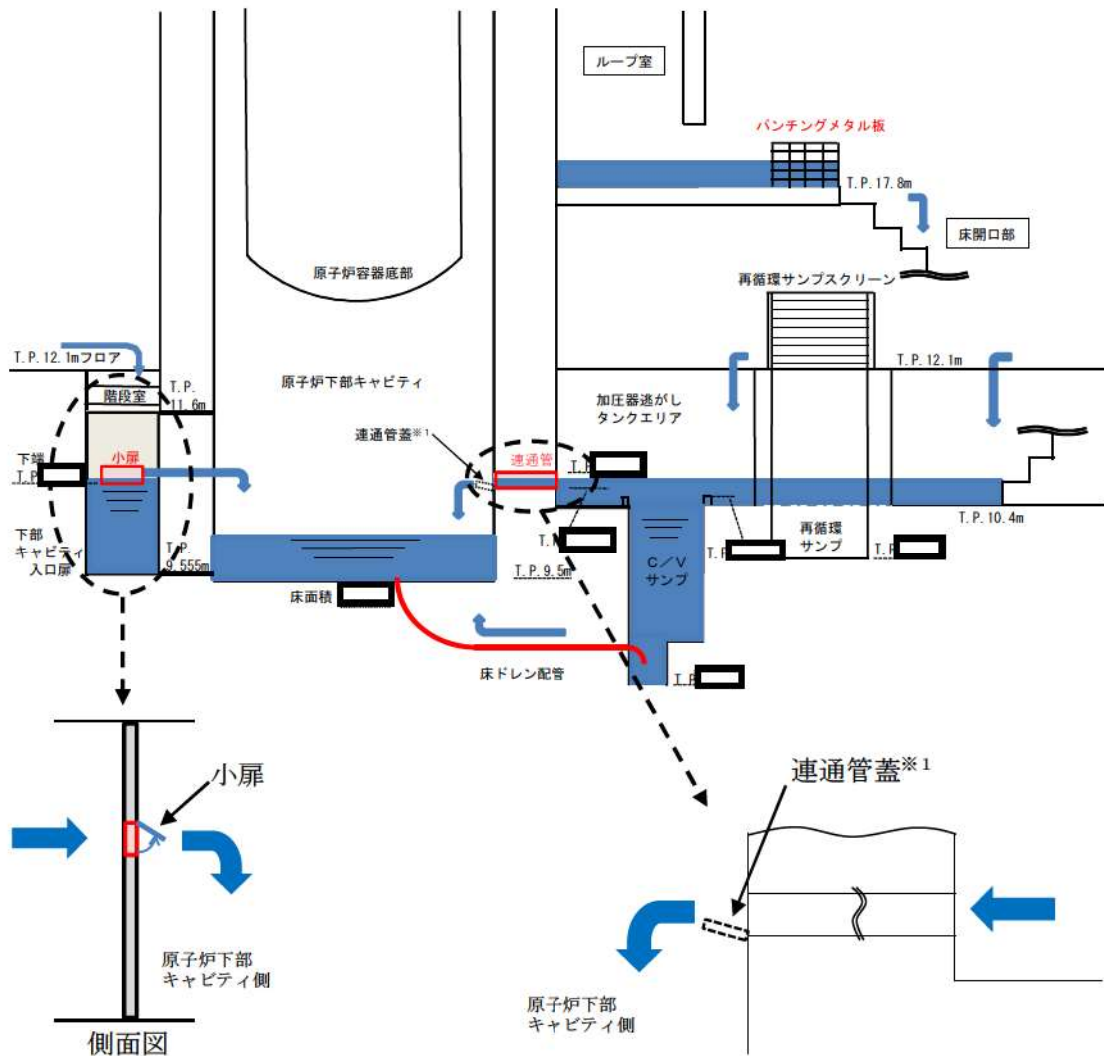 ループ室
パンチングメタル板
T.P.17.8m
床開口部
原子炉容器底部
再循環サンプスクリーン
T.P.12.1mフロア
T.P.12.1m
階段室
T.P.
11.6m
原子炉下部キャビティ
加圧器逃がし
タンクエリア
連通管蓋※1
下端
T.P
小扉
連通管
T.P
下部
キャビティ
入口扉
T.P.
9.555m
T.P.10.4m
T.P
T.P
再循環
サンプ
T.P
C/V
サンプ
T.P.9.5m
床面積
床ドレン配管
T.P
小扉
連通管蓋※1
原子炉下部
キャビティ側
側面図
原子炉下部
キャビティ側